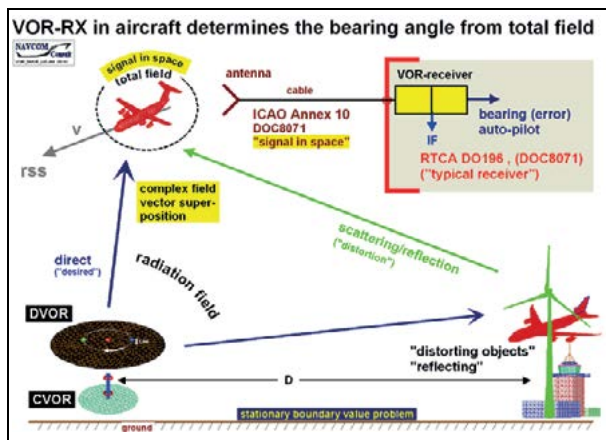 VOR-RX in aircraft determines the bearing angle from total field
NAVCOM
Consult
signal in space
total field
antenna
cable
VOR-receiver
ICAO Annex 10
DOC8071
"signal in space"
bearing (error)
auto-pilot
IF
RTCA DO196 , (DOC8071)
("typical receiver")
V
rss
complex field
vector super-
position
scattering/reflection
("distortion")
direct
("desired")
radiation field
DVOR
"distorting objects"
"reflecting"
D
CVOR
stationary boundary value problem
ground